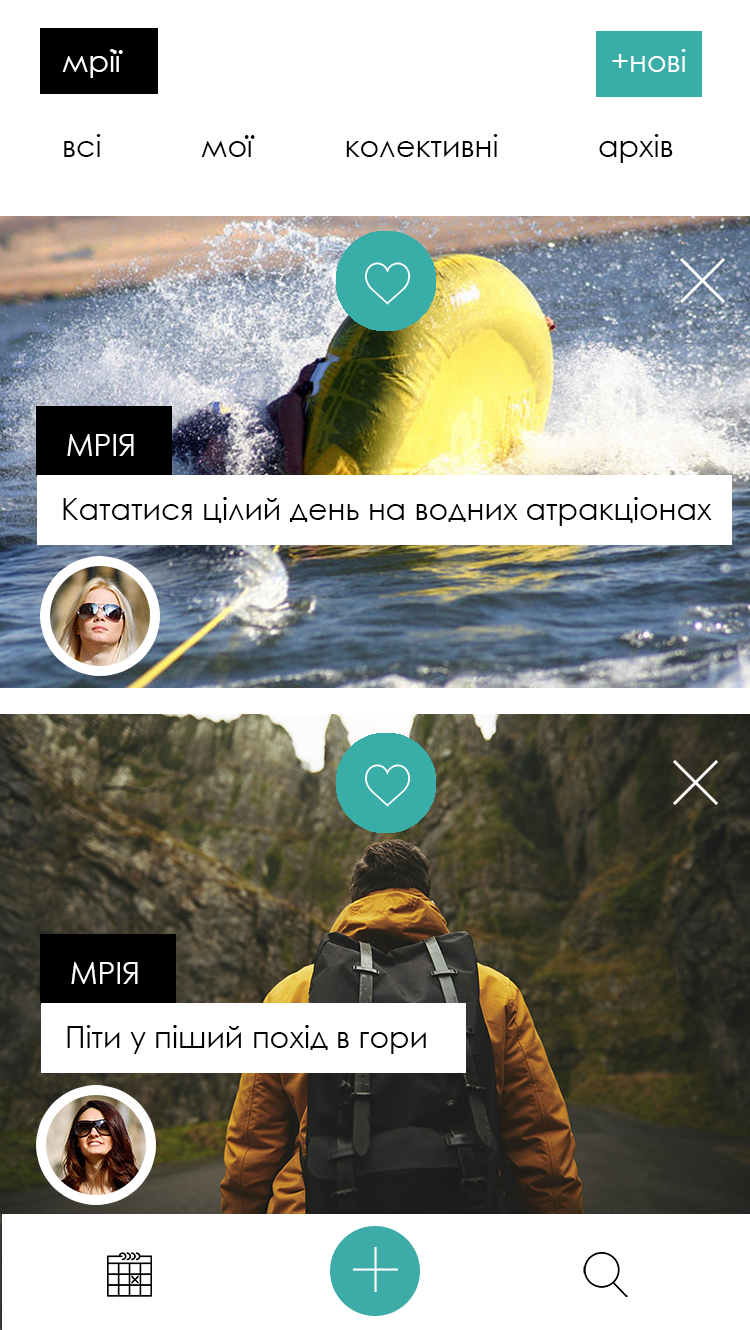 мрії
+нові
всі мої колективні архів
МРІЯ
Кататися цілий день на водних атракціонах
МРІЯ
Піти у піший похід в гори